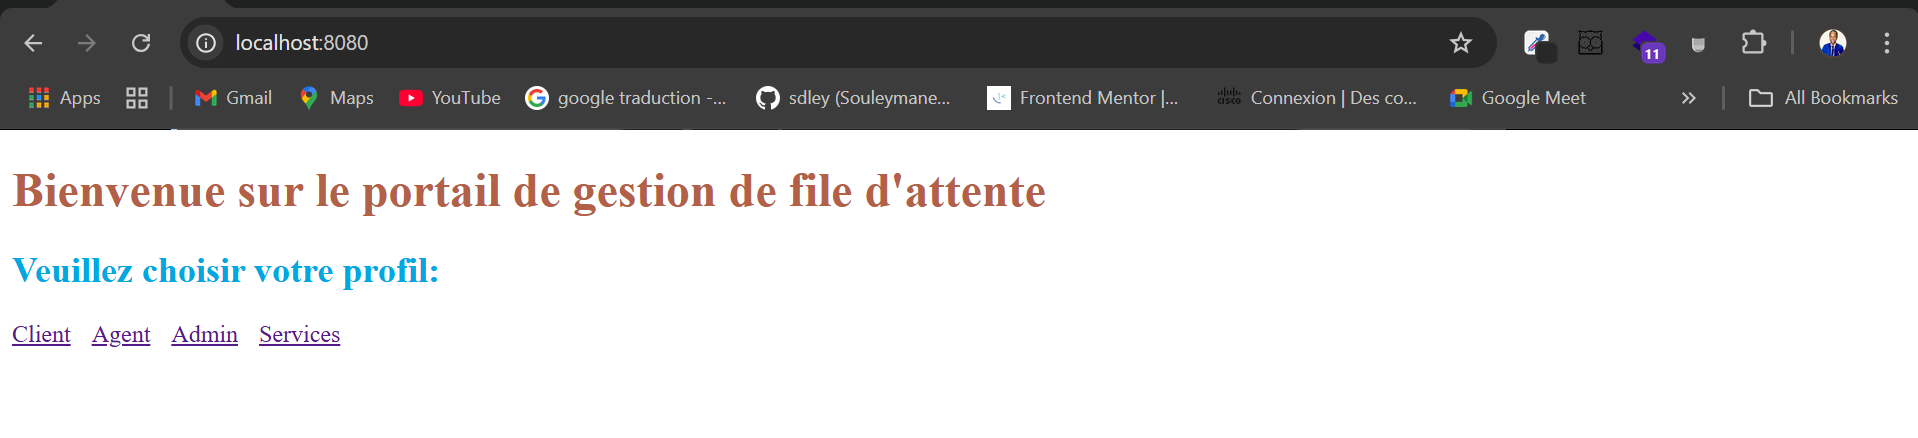 localhost:8080
11
Apps Gmail Maps YouTube google traduction -... sdley (Souleymane... Frontend Mentor |... Connexion | Des co... Google Meet » All Bookmarks
Bienvenue sur le portail de gestion de file d'attente
Veuillez choisir votre profil:
Client Agent Admin Services